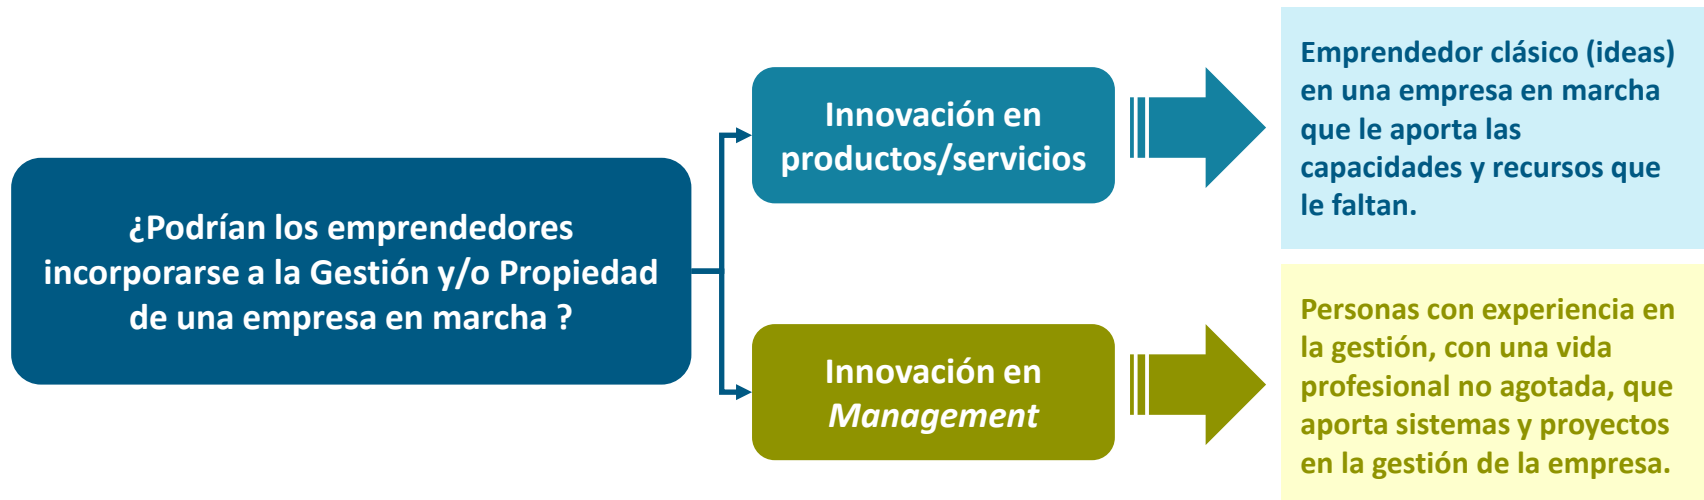 ¿Podrían los emprendedores
incorporarse a la Gestión y/o Propiedad
de una empresa en marcha ?
Innovación en
productos/servicios
Emprendedor clásico (ideas)
en una empresa en marcha
que le aporta las
capacidades y recursos que
le faltan.
Innovación en
Management
Personas con experiencia en
la gestión, con una vida
profesional no agotada, que
aporta sistemas y proyectos
en la gestión de la empresa.